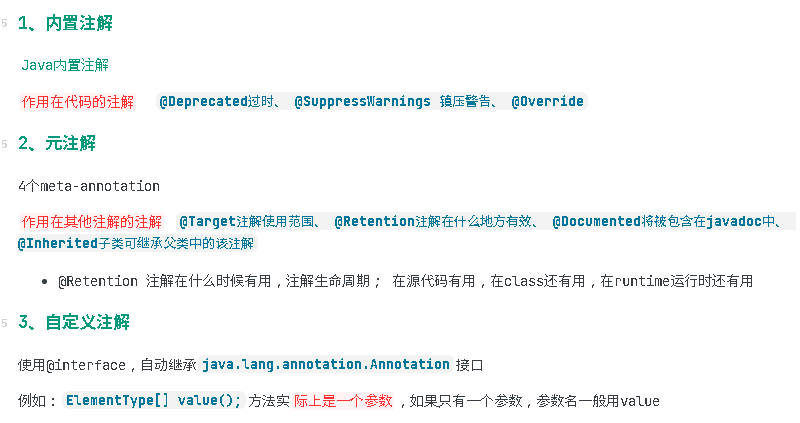 5 1、内置注解
Java内置注解
作用在代码的注解 @Deprecated过时、 @SuppressWarnings 镇压警告、 @Override
5 2、元注解
4个meta-annotation
作用在其他注解的注解 @Target注解使用范围、 @Retention注解在什么地方有效、 @Documented将被包含在javadoc中、
@Inherited子类可继承父类中的该注解
• @Retention 注解在什么时候有用，注解生命周期； 在源代码有用，在class还有用，在runtime运行时还有用
5 3、自定义注解
使用@interface，自动继承 java.lang.annotation.Annotation 接口
例如： ElementType[] value(); 方法实 际上是一个参数 ，如果只有一个参数，参数名一般用value